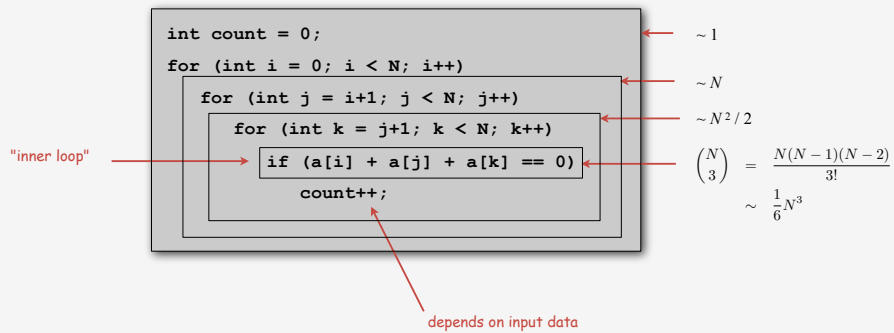 int count = 0;
~ 1
for (int i = 0; i < N; i++)
~ N
for (int j = i+1; j < N; j++)
~ N² / 2
for (int k = j+1; k < N; k++)
"inner loop"
if (a[i] + a[j] + a[k] == 0)
(N 3) = N(N − 1)(N − 2) / 3!
∼ 1/6 N³
count++;
depends on input data